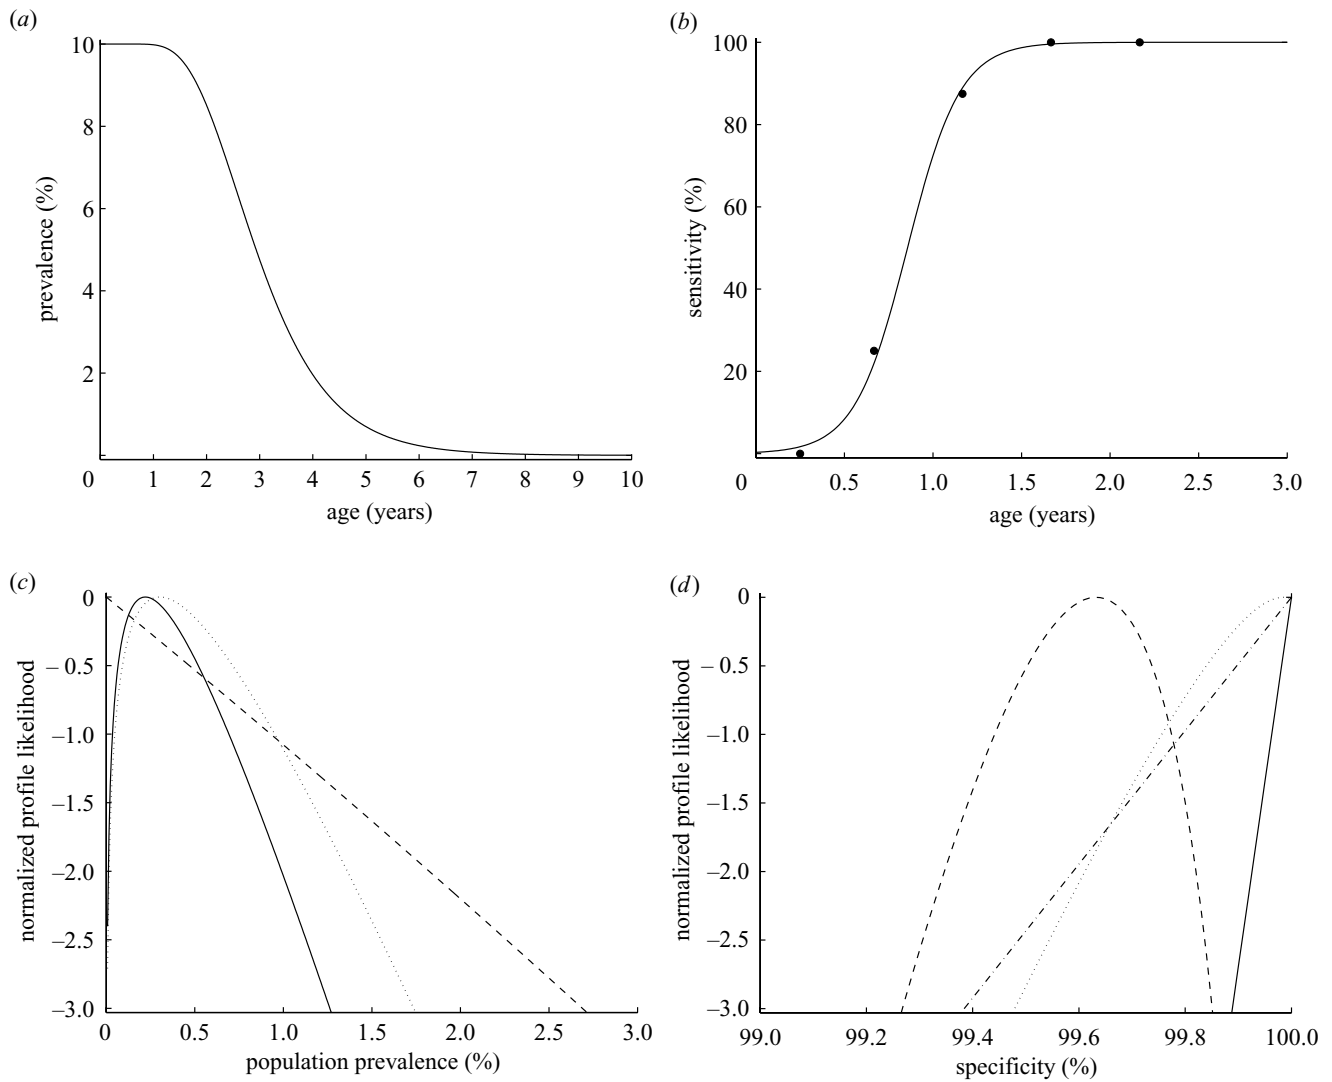 (a)
10
8
6
4
2
0
1 2 3 4 5 6 7 8 9 10
prevalence (%)
age (years)
(b)
100
80
60
40
20
0 0.5 1.0 1.5 2.0 2.5 3.0
sensitivity (%)
age (years)
(c)
0
– 0.5
–1.0
–1.5
–2.0
–2.5
–3.0
0 0.5 1.0 1.5 2.0 2.5 3.0
normalized profile likelihood
population prevalence (%)
(d)
0
– 0.5
–1.0
–1.5
–2.0
–2.5
–3.0
99.0 99.2 99.4 99.6 99.8 100.0
normalized profile likelihood
specificity (%)